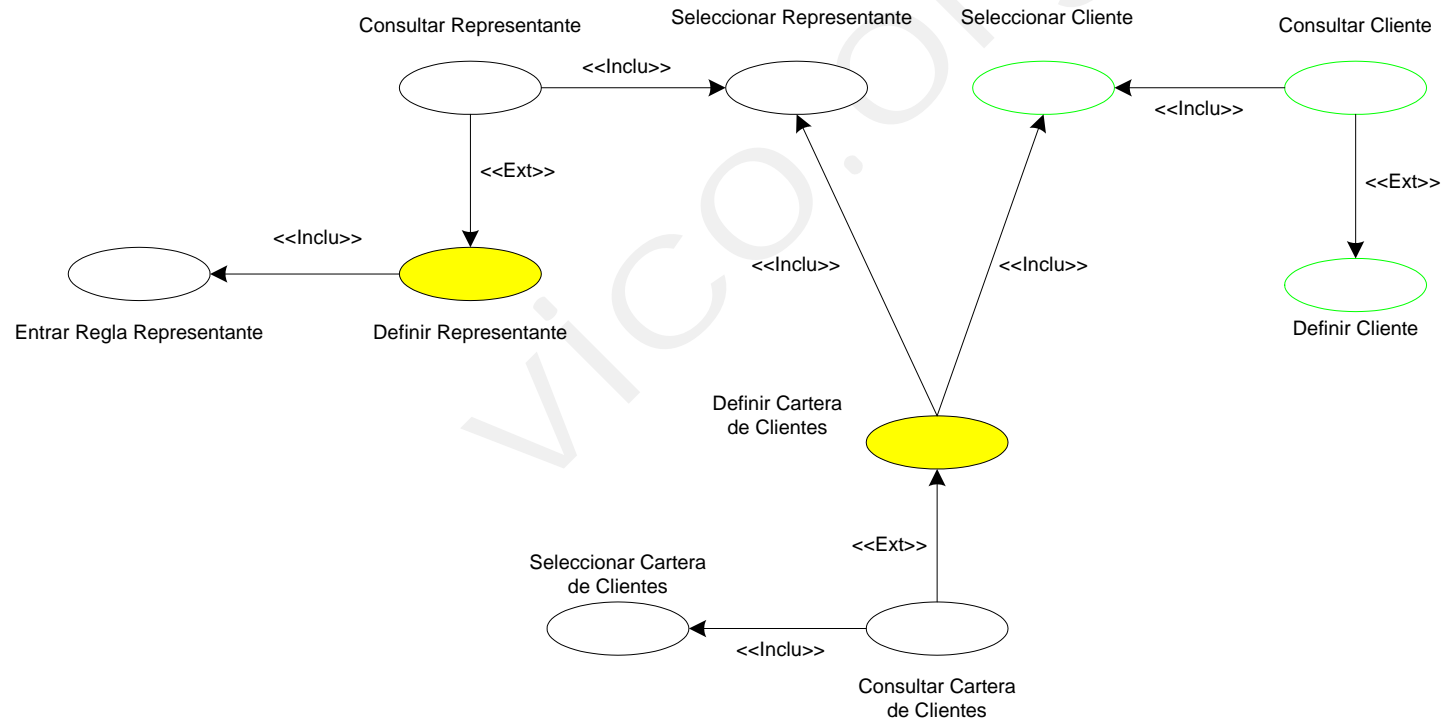 Consultar Representante
Seleccionar Representante
Seleccionar Cliente
Consultar Cliente
<<Inclu>>
<<Inclu>>
<<Ext>>
<<Ext>>
<<Inclu>>
<<Inclu>>
<<Inclu>>
Entrar Regla Representante
Definir Representante
Definir Cliente
Definir Cartera
de Clientes
<<Ext>>
Seleccionar Cartera
de Clientes
<<Inclu>>
Consultar Cartera
de Clientes